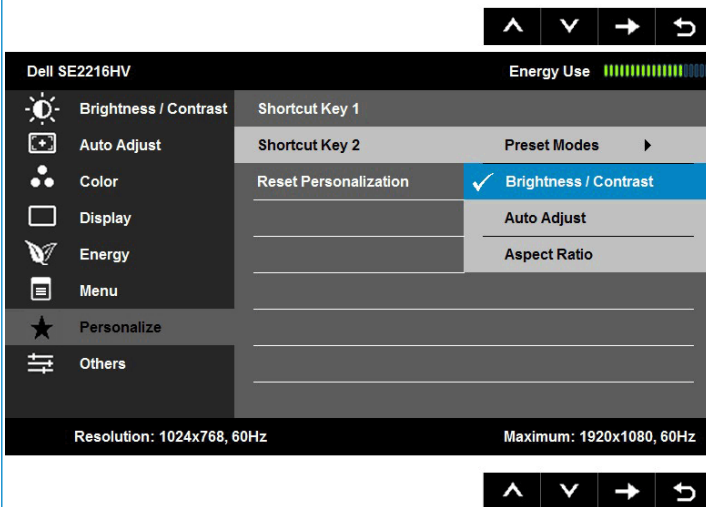 Dell SE2216HV Energy Use
Brightness / Contrast Shortcut Key 1
Auto Adjust Shortcut Key 2 Preset Modes
Color Reset Personalization Brightness / Contrast
Display Auto Adjust
Energy Aspect Ratio
Menu
Personalize
Others
Resolution: 1024x768, 60Hz Maximum: 1920x1080, 60Hz